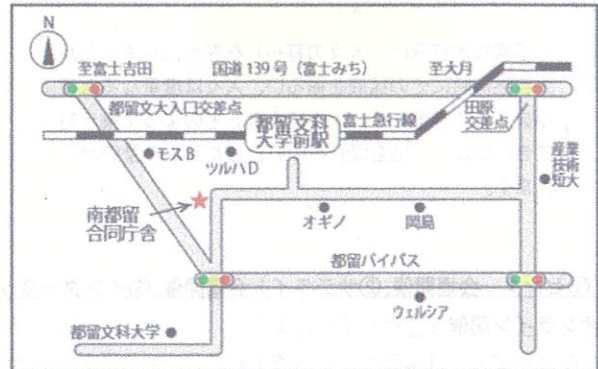 N
至富士吉田 国道139号（富士みち） 至大月
都留文大入口交差点
都留文科
大学前駅
富士急行線
田原
交差点
モスB
ツルハD
産業
技術
短大
南都留
合同庁舎
オギノ
岡島
都留バイパス
ウェルシア
都留文科大学